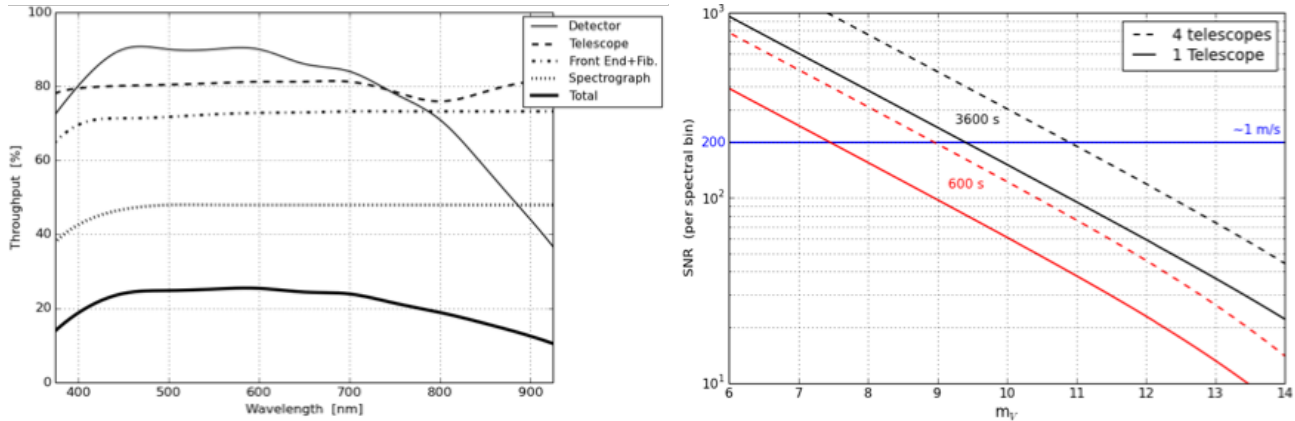 100
80
60
40
20
0
Throughput [%]
400 500 600 700 800 900
Wavelength [nm]
Detector
Telescope
Front End+Fib.
Spectrograph
Total
10³
200
10²
10¹
SNR (per spectral bin)
4 telescopes
1 Telescope
3600 s
~1 m/s
600 s
6 7 8 9 10 11 12 13 14
m_V